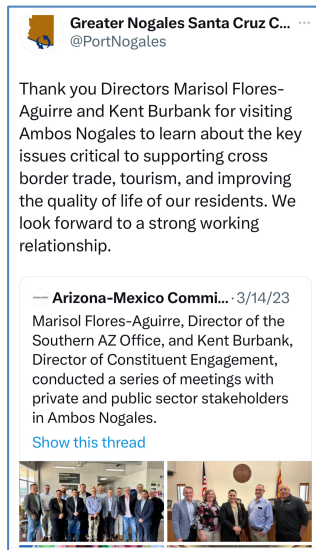 Greater Nogales Santa Cruz C...
@PortNogales
Thank you Directors Marisol Flores-
Aguirre and Kent Burbank for visiting
Ambos Nogales to learn about the key
issues critical to supporting cross
border trade, tourism, and improving
the quality of life of our residents. We
look forward to a strong working
relationship.
Arizona-Mexico Commi... · 3/14/23
Marisol Flores-Aguirre, Director of the
Southern AZ Office, and Kent Burbank,
Director of Constituent Engagement,
conducted a series of meetings with
private and public sector stakeholders
in Ambos Nogales.
Show this thread